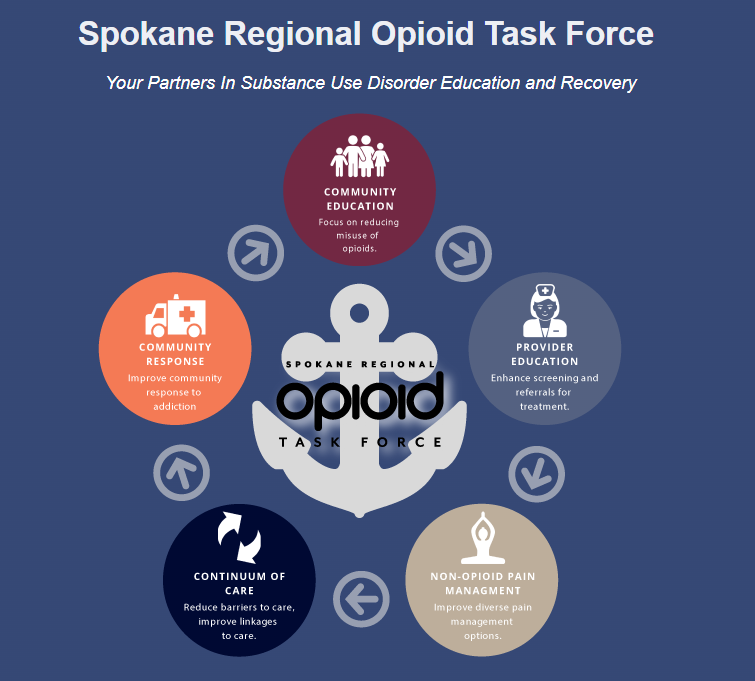 Spokane Regional Opioid Task Force
Your Partners In Substance Use Disorder Education and Recovery
COMMUNITY
EDUCATION
Focus on reducing
misuse of
opioids.
PROVIDER
EDUCATION
Enhance screening and
referrals for
treatment.
NON-OPIOID PAIN
MANAGMENT
Improve diverse pain
management
options.
CONTINUUM OF
CARE
Reduce barriers to care,
improve linkages
to care.
COMMUNITY
RESPONSE
Improve community
response to
addiction
SPOKANE REGIONAL
opioid
TASK FORCE